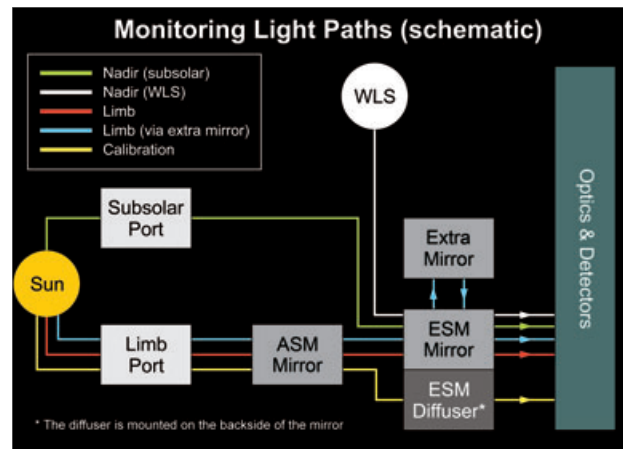 Monitoring Light Paths (schematic)
Nadir (subsolar)
Nadir (WLS)
Limb
Limb (via extra mirror)
Calibration
WLS
Optics & Detectors
Subsolar
Port
Extra
Mirror
Sun
Limb
Port
ASM
Mirror
ESM
Mirror
ESM
Diffuser*
* The diffuser is mounted on the backside of the mirror